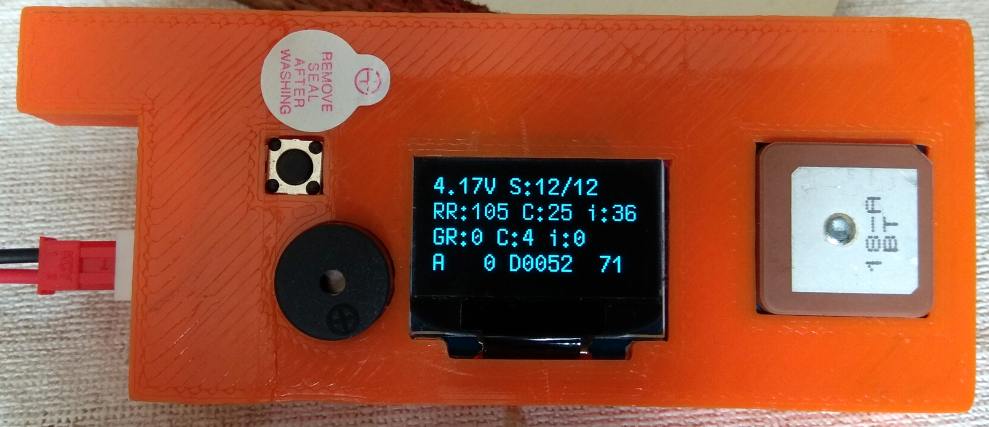 REMOVE
SEAL
AFTER
WASHING
4.17V S:12/12
RR:105 C:25 i:36
GR:0 C:4 i:0
A 0 D0052 71
18-A
BT